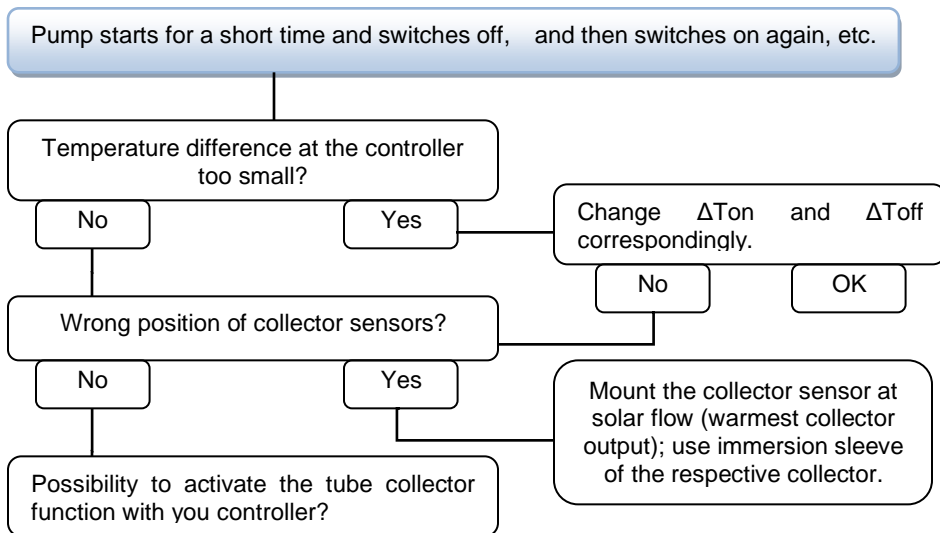 Pump starts for a short time and switches off, and then switches on again, etc.
Temperature difference at the controller
too small?
No
Yes
Change ΔTon and ΔToff
correspondingly.
No
OK
Wrong position of collector sensors?
No
Yes
Mount the collector sensor at
solar flow (warmest collector
output); use immersion sleeve
of the respective collector.
Possibility to activate the tube collector
function with you controller?